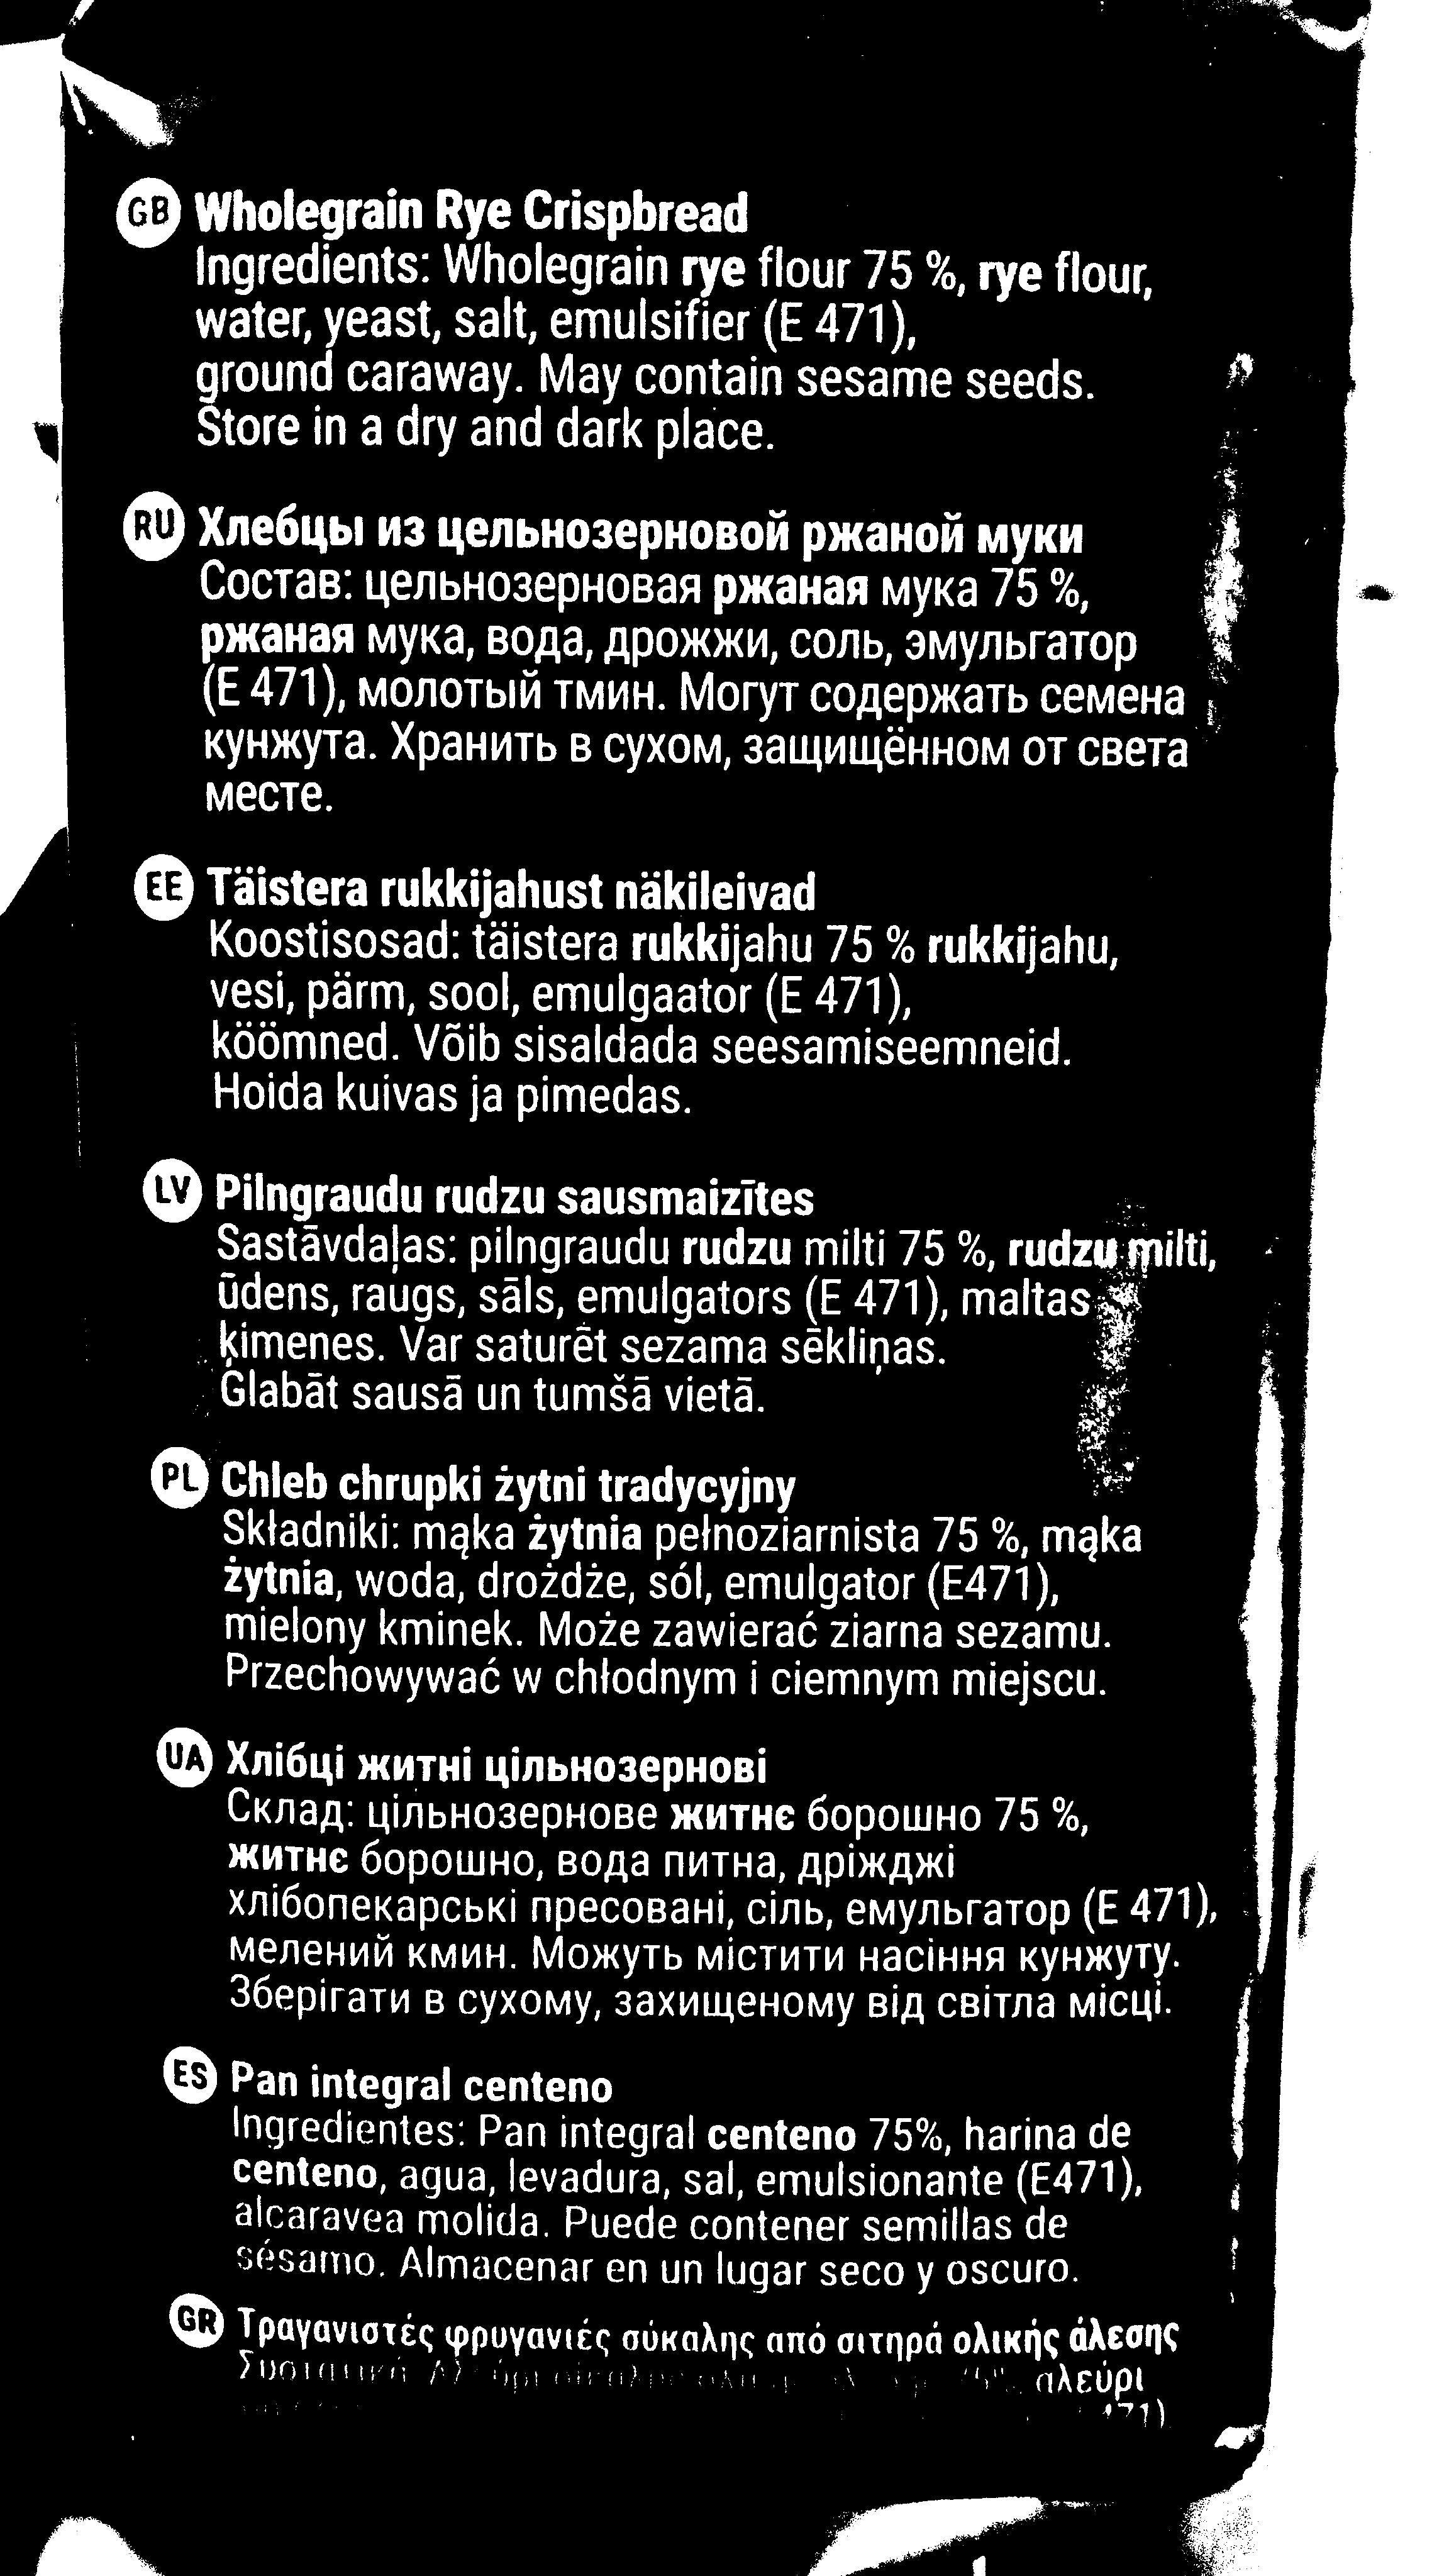 GB Wholegrain Rye Crispbread
Ingredients: Wholegrain rye flour 75 %, rye flour,
water, yeast, salt, emulsifier (E 471),
ground caraway. May contain sesame seeds.
Store in a dry and dark place.
RU Хлебцы из цельнозерновой ржаной муки
Состав: цельнозерновая ржаная мука 75 %,
ржаная мука, вода, дрожжи, соль, эмульгатор
(E 471), молотый тмин. Могут содержать семена
кунжута. Хранить в сухом, защищённом от света
месте.
EE Täistera rukkijahust näkileivad
Koostisosad: täistera rukkijahu 75 % rukkijahu,
vesi, pärm, sool, emulgaator (E 471),
köömned. Võib sisaldada seesamiseemneid.
Hoida kuivas ja pimedas.
LV Pilngraudu rudzu sausmaizītes
Sastāvdaļas: pilngraudu rudzu milti 75 %, rudzu milti,
ūdens, raugs, sāls, emulgators (E 471), maltas
ķimenes. Var saturēt sezama sēkliņas.
Glabāt sausā un tumšā vietā.
PL Chleb chrupki żytni tradycyjny
Składniki: mąka żytnia pełnoziarnista 75 %, mąka
żytnia, woda, drożdże, sól, emulgator (E471),
mielony kminek. Może zawierać ziarna sezamu.
Przechowywać w chłodnym i ciemnym miejscu.
UA Хлібці житні цільнозернові
Склад: цільнозернове житнє борошно 75 %,
житнє борошно, вода питна, дріжджі
хлібопекарські пресовані, сіль, емульгатор (E 471),
мелений кмин. Можуть містити насіння кунжуту.
Зберігати в сухому, захищеному від світла місці.
ES Pan integral centeno
Ingredientes: Pan integral centeno 75%, harina de
centeno, agua, levadura, sal, emulsionante (E471),
alcaravea molida. Puede contener semillas de
sésamo. Almacenar en un lugar seco y oscuro.
GR Τραγανιστές φρυγανιές σίκαλης από σιτηρά ολικής άλεσης
αλεύρι
471)